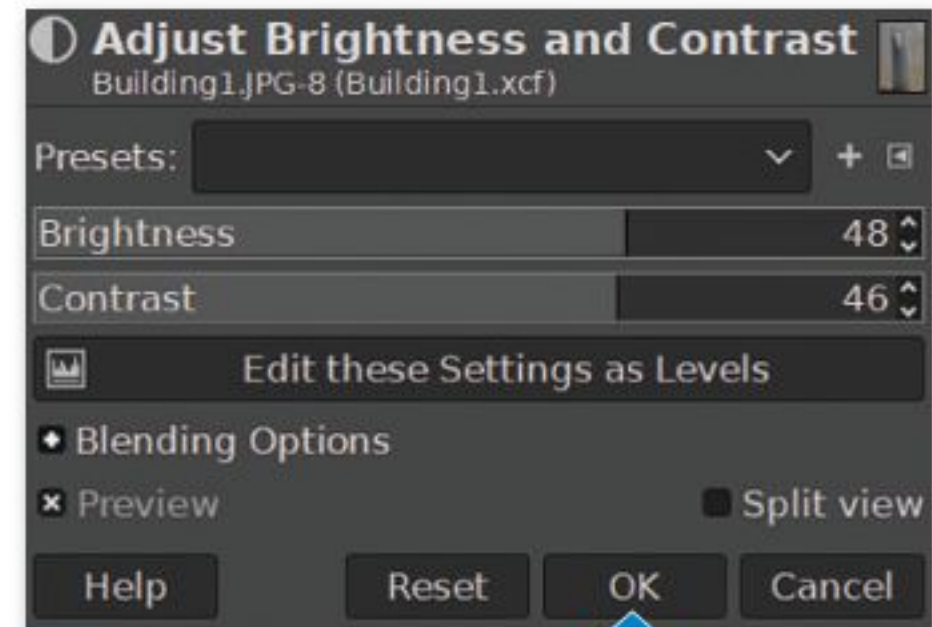 Adjust Brightness and Contrast
Building1.JPG-8 (Building1.xcf)
Presets:
Brightness 48
Contrast 46
Edit these Settings as Levels
Blending Options
Preview Split view
Help Reset OK Cancel